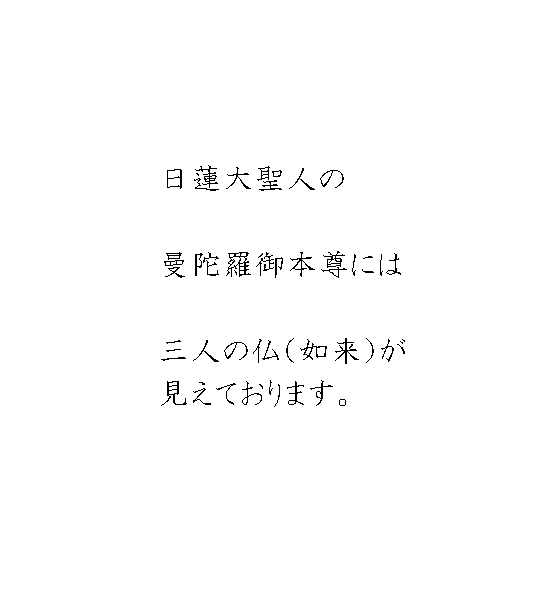 日蓮大聖人の
曼陀羅御本尊には
三人の仏(如来)が
見えております。